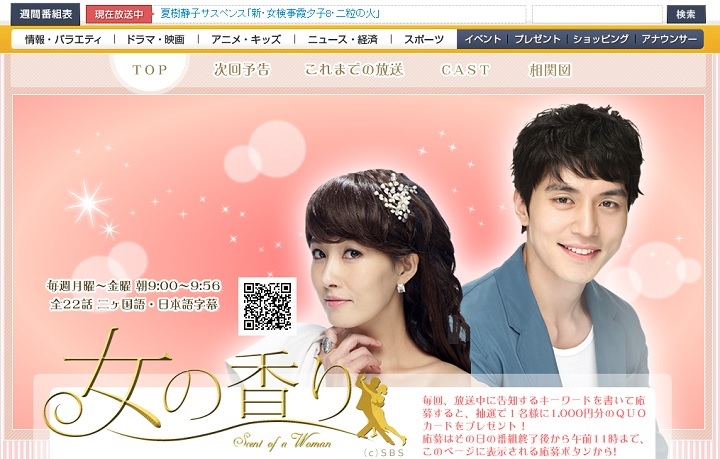 週間番組表
現在放送中
夏樹静子サスペンス「新・女検事霞夕子8・二粒の火」
検索
情報・バラエティ
ドラマ・映画
アニメ・キッズ
ニュース・経済
スポーツ
イベント
プレゼント
ショッピング
アナウンサー
TOP
次回予告
これまでの放送
CAST
相関図
毎週月曜～金曜 朝9:00～9:56
全22話 二ヶ国語・日本語字幕
女の香り
Scent of a Woman
(c)SBS
毎回、放送中に告知するキーワードを書いて応
募すると、抽選で１名様に1,000円分のＱＵＯ
カードをプレゼント！
応募はその日の番組終了後から午前11時まで、
このページに表示される応募ボタンから!